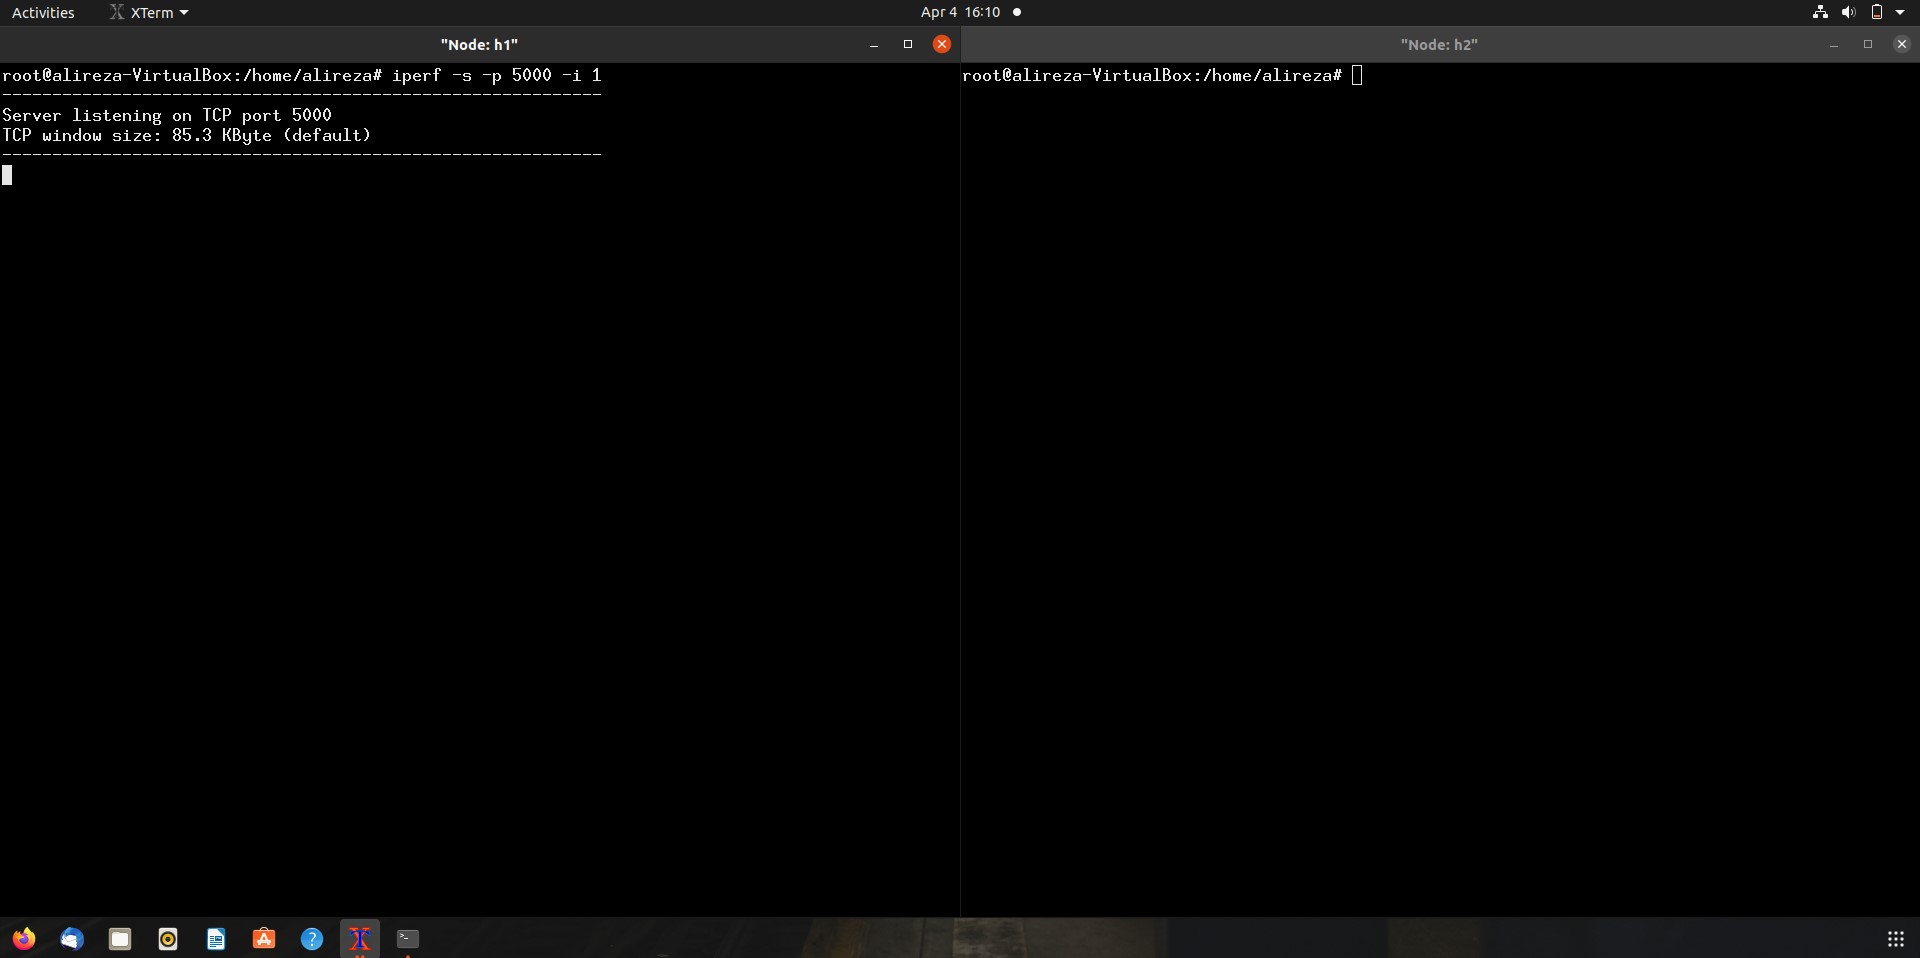 Activities XTerm Apr 4 16:10
"Node: h1"
root@alireza-VirtualBox:/home/alireza# iperf -s -p 5000 -i 1
------------------------------------------------------------
Server listening on TCP port 5000
TCP window size: 85.3 KByte (default)
------------------------------------------------------------
"Node: h2"
root@alireza-VirtualBox:/home/alireza#